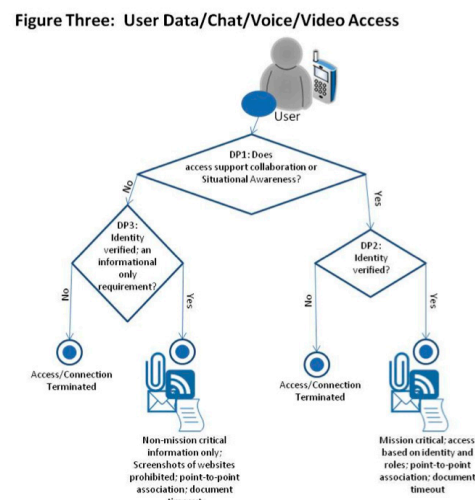 Figure Three:  User Data/Chat/Voice/Video Access
User
DP1: Does
access support collaboration or
Situational Awareness?
No
Yes
DP3:
Identity
verified; an
informational
only
requirement?
DP2:
Identity
verified?
No
Yes
No
Yes
Access/Connection
Terminated
Access/Connection
Terminated
Non-mission critical
information only;
Screenshots of websites
prohibited; point-to-point
association; document
Mission critical; access
based on identity and
roles; point-to-point
association; document
timeout